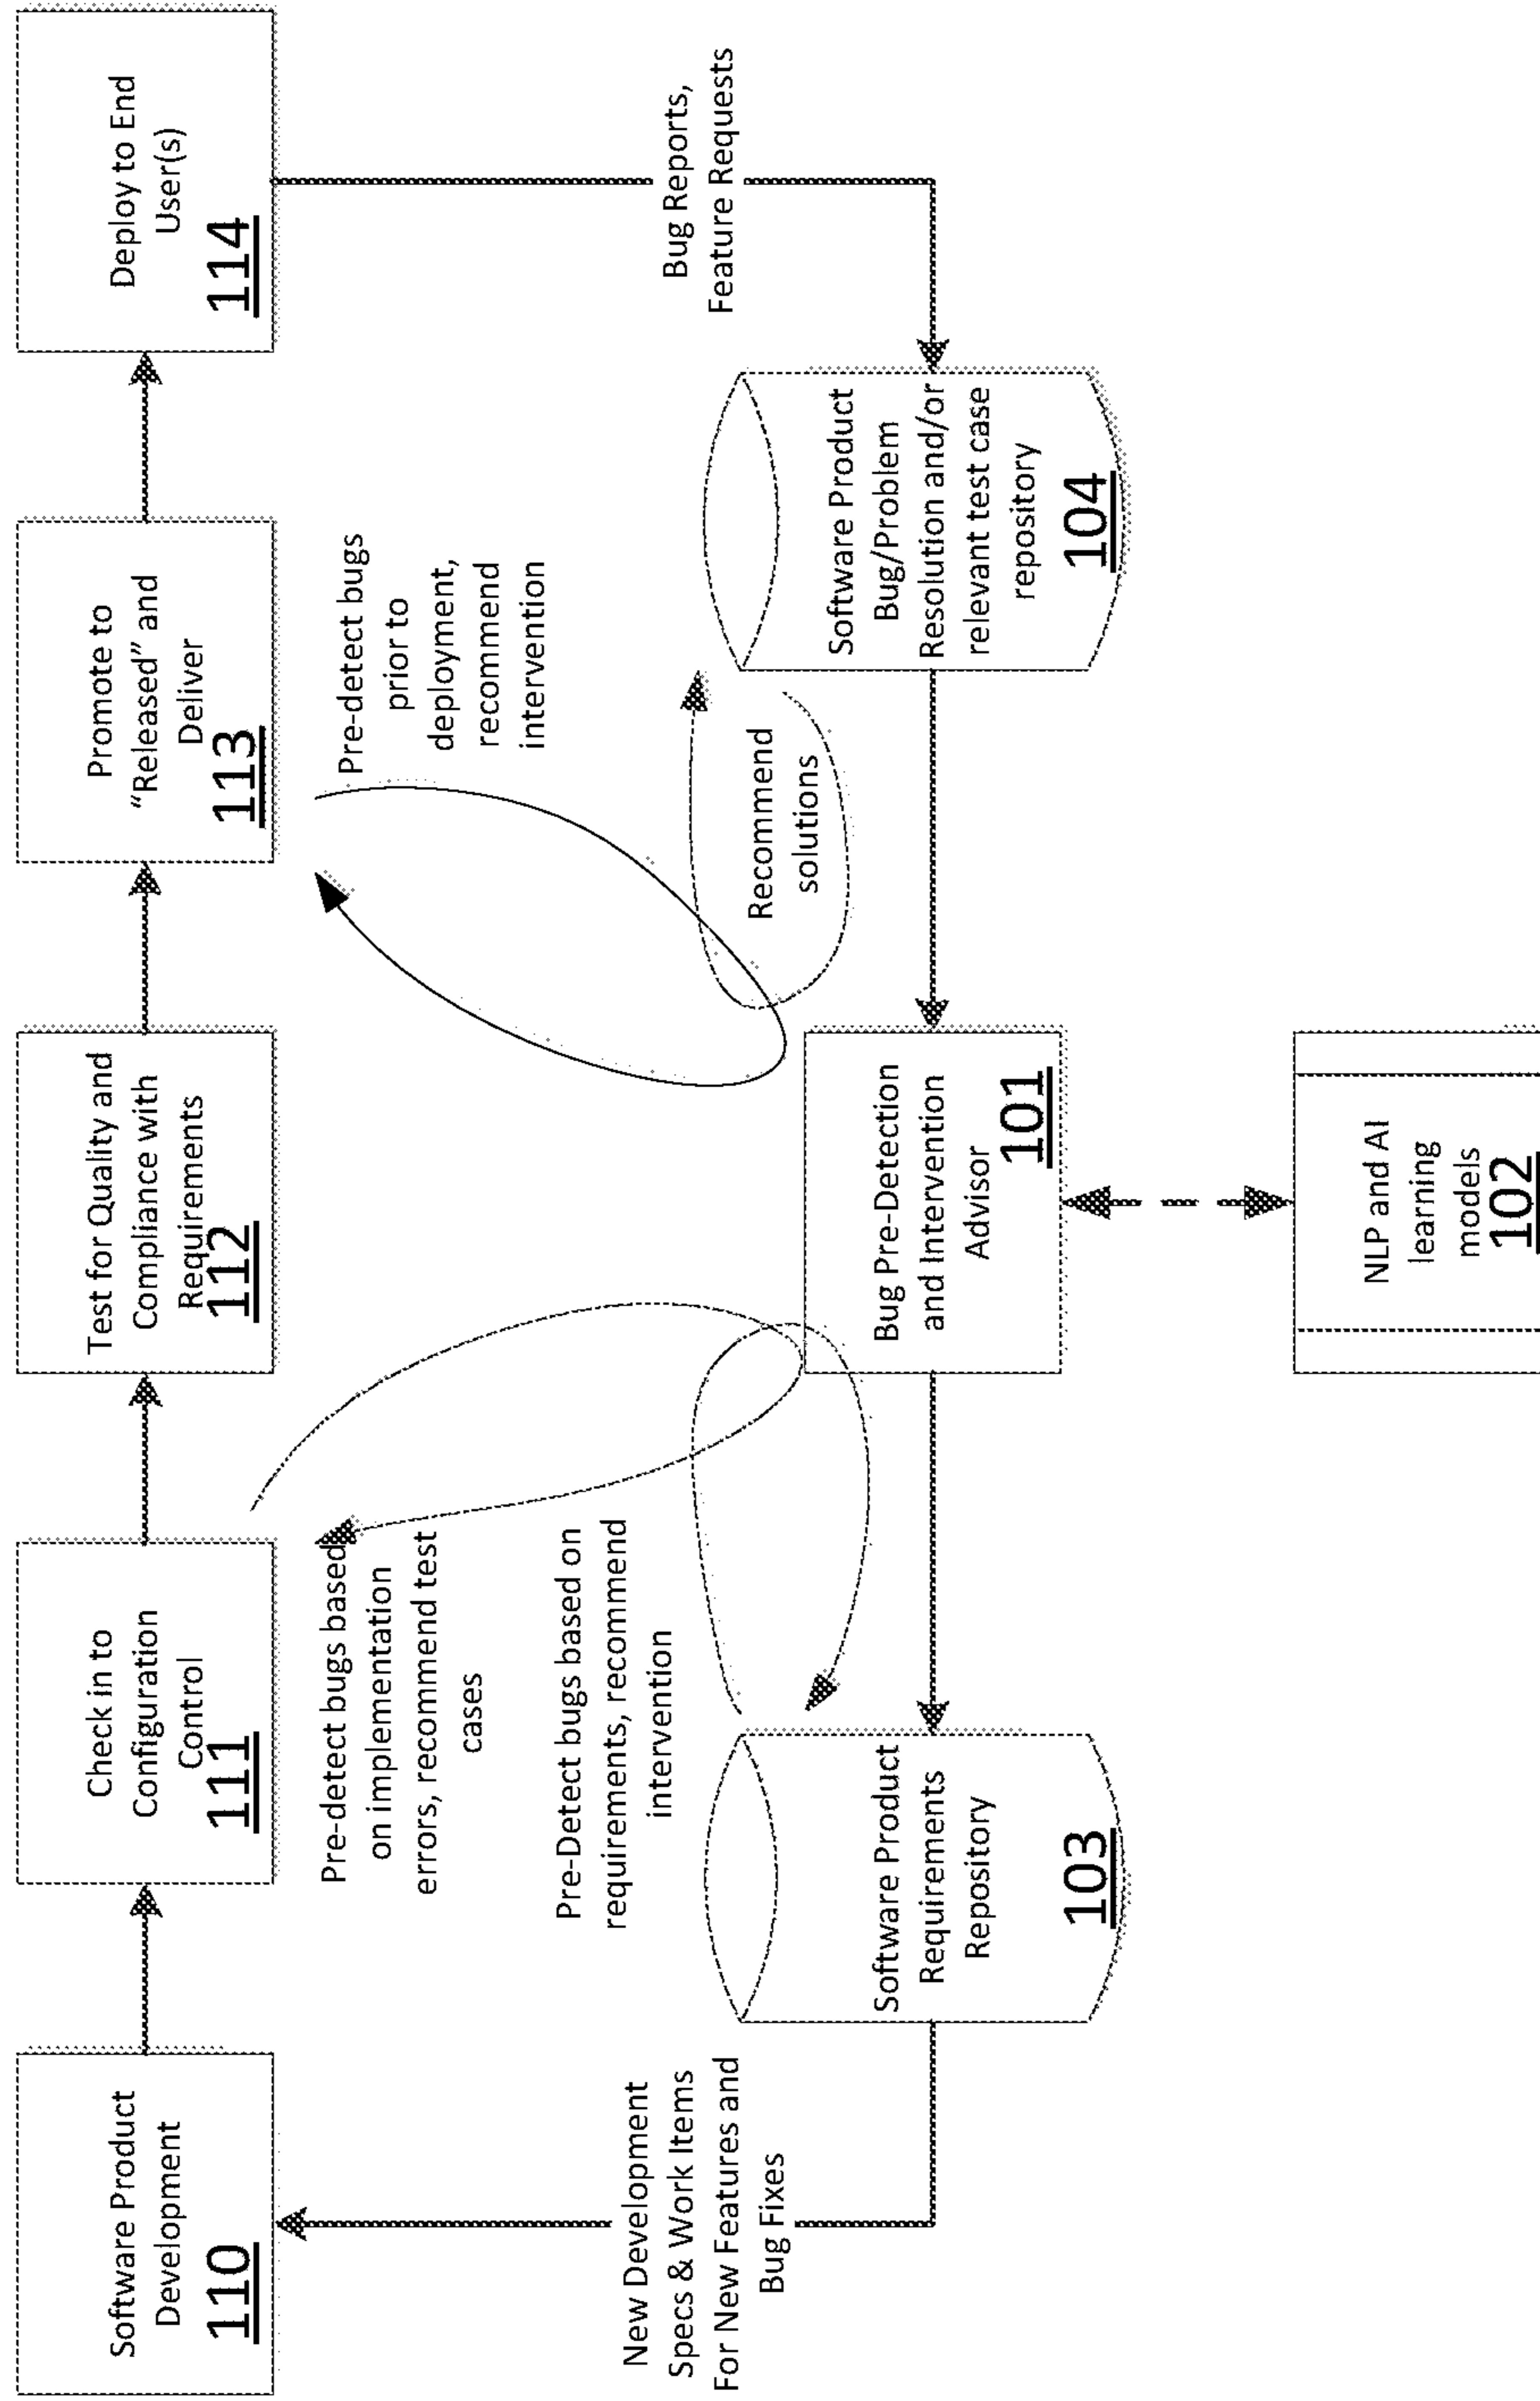 Software Product
Development
110
Check in to
Configuration
Control
111
Test for Quality and
Compliance with
Requirements
112
Promote to
“Released” and
Deliver
113
Deploy to End
User(s)
114
Pre-detect bugs based
on implementation
errors, recommend test
cases
Pre-Detect bugs based on
requirements, recommend
intervention
Pre-detect bugs
prior to
deployment,
recommend
intervention
Recommend
solutions
Bug Reports,
Feature Requests
New Development
Specs & Work Items
For New Features and
Bug Fixes
Software Product
Requirements
Repository
103
Bug Pre-Detection
and Intervention
Advisor
101
Software Product
Bug/Problem
Resolution and/or
relevant test case
repository
104
NLP and AI
learning
models
102